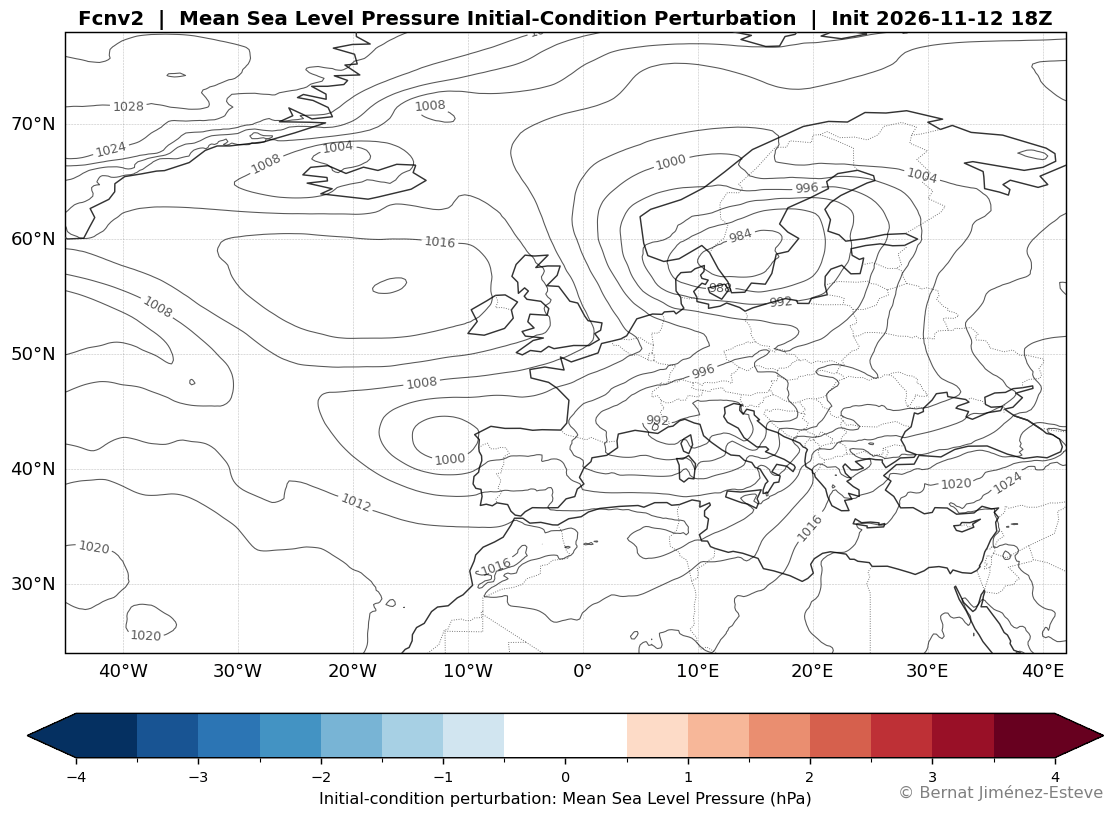 Fcnv2 | Mean Sea Level Pressure Initial-Condition Perturbation | Init 2026-11-12 18Z
1028
1008
1024
1004
1008
1000
1004
996
70°N
1016
984
60°N
1008
988
992
1008
996
50°N
992
1000
1012
1020
1024
40°N
1016
1020
1016
30°N
1020
40°W 30°W 20°W 10°W 0° 10°E 20°E 30°E 40°E
−4 −3 −2 −1 0 1 2 3 4
Initial-condition perturbation: Mean Sea Level Pressure (hPa)
© Bernat Jiménez-Esteve